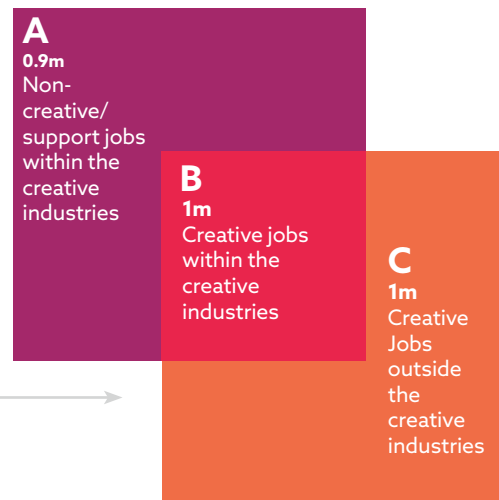 A
0.9m
Non-
creative/
support jobs
within the
creative
industries
B
1m
Creative jobs
within the
creative
industries
C
1m
Creative
Jobs
outside
the
creative
industries